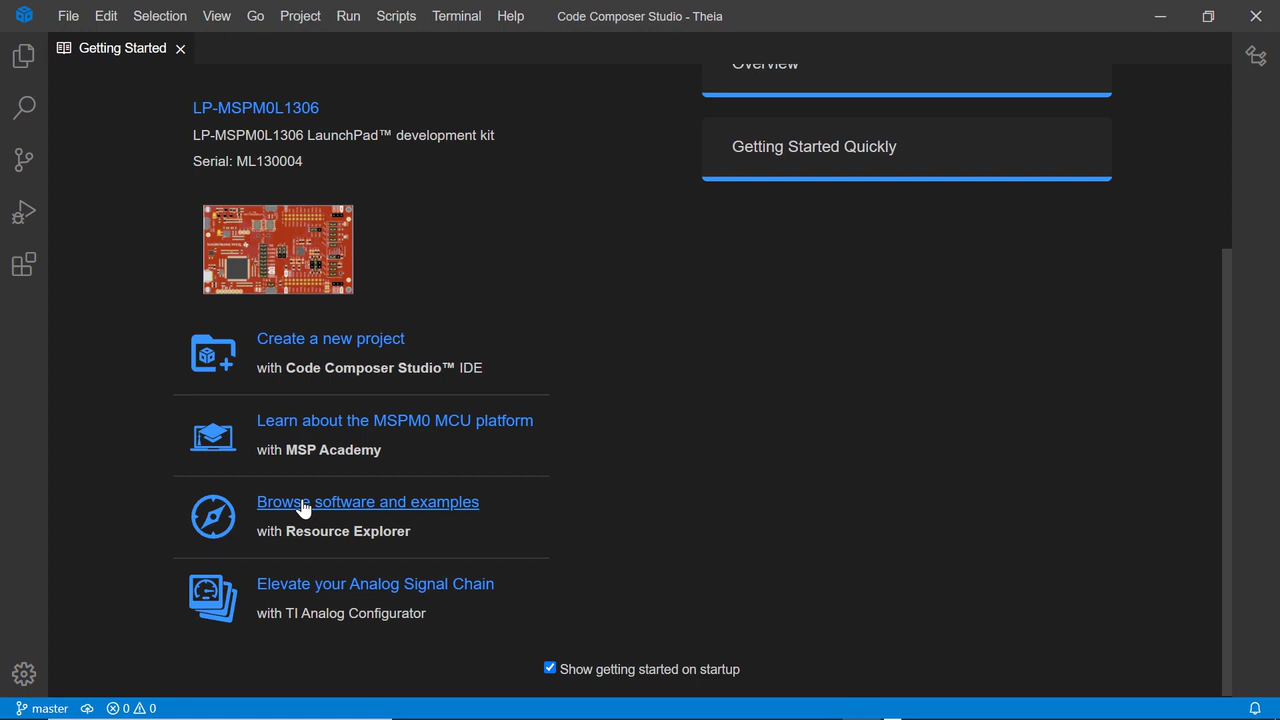 File Edit Selection View Go Project Run Scripts Terminal Help Code Composer Studio - Theia
Getting Started
Overview
LP-MSPM0L1306
LP-MSPM0L1306 LaunchPad™ development kit
Serial: ML130004
Getting Started Quickly
Create a new project
with Code Composer Studio™ IDE
Learn about the MSPM0 MCU platform
with MSP Academy
Browse software and examples
with Resource Explorer
Elevate your Analog Signal Chain
with TI Analog Configurator
Show getting started on startup
master 0 0